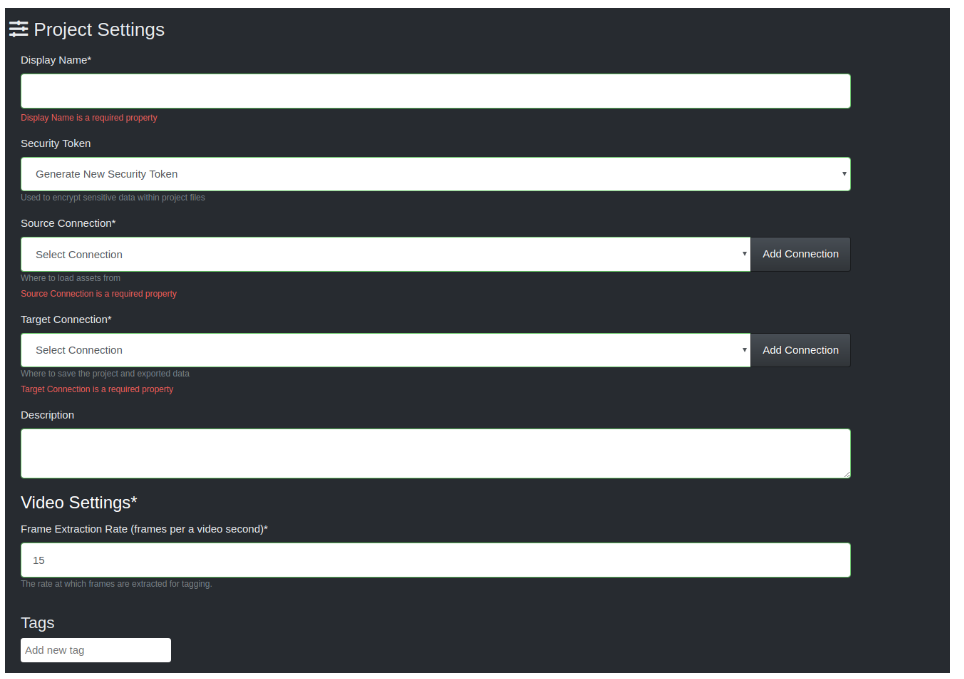 Project Settings
Display Name*
Display Name is a required property
Security Token
Generate New Security Token
Used to encrypt sensitive data within project files
Source Connection*
Select Connection
Add Connection
Where to load assets from
Source Connection is a required property
Target Connection*
Select Connection
Add Connection
Where to save the project and exported data
Target Connection is a required property
Description
Video Settings*
Frame Extraction Rate (frames per a video second)*
15
The rate at which frames are extracted for tagging.
Tags
Add new tag